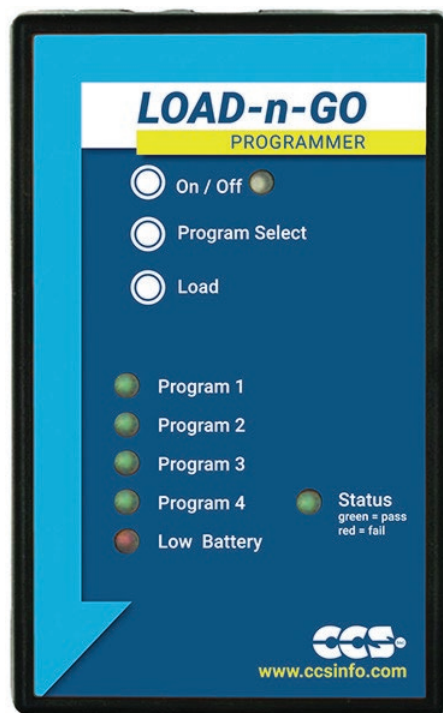 LOAD-n-GO
PROGRAMMER
On / Off
Program Select
Load
Program 1
Program 2
Program 3
Program 4
Status
green = pass
red = fail
Low Battery
CCS
www.ccsinfo.com